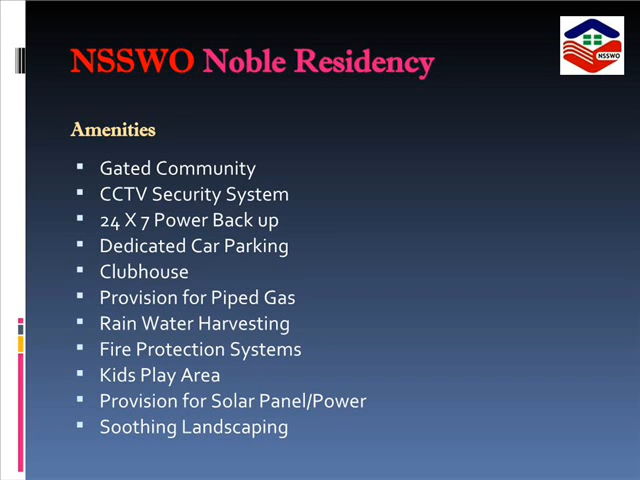 NSSWO Noble Residency
NSSWO
Amenities
Gated Community
CCTV Security System
24 X 7 Power Back up
Dedicated Car Parking
Clubhouse
Provision for Piped Gas
Rain Water Harvesting
Fire Protection Systems
Kids Play Area
Provision for Solar Panel/Power
Soothing Landscaping